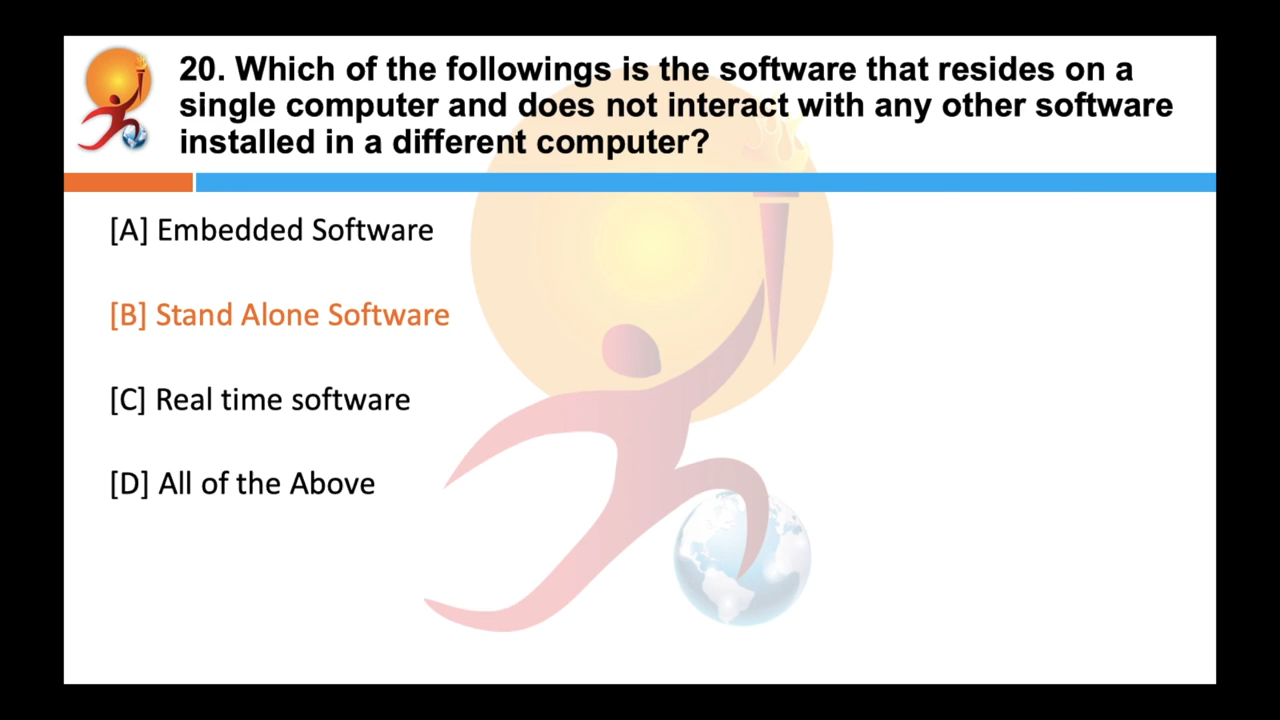 20. Which of the followings is the software that resides on a
single computer and does not interact with any other software
installed in a different computer?
[A] Embedded Software
[B] Stand Alone Software
[C] Real time software
[D] All of the Above